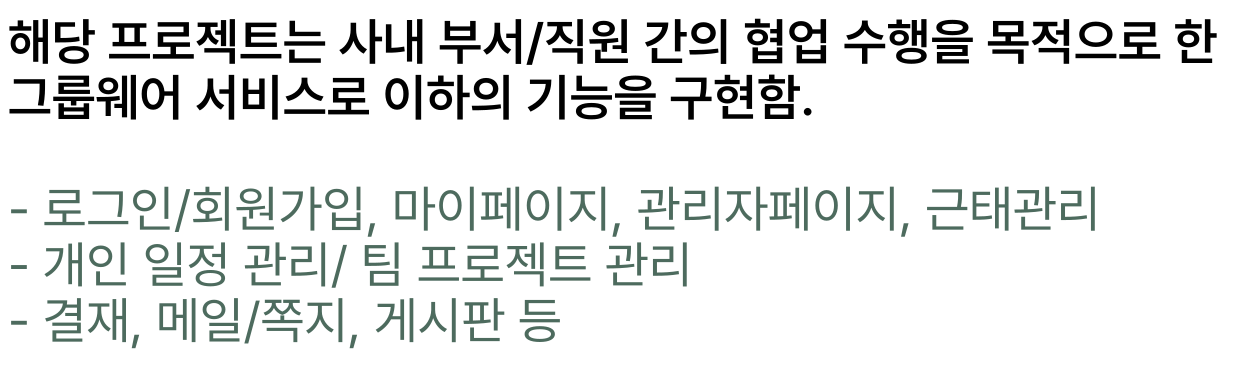 해당 프로젝트는 사내 부서/직원 간의 협업 수행을 목적으로 한
그룹웨어 서비스로 이하의 기능을 구현함.
- 로그인/회원가입, 마이페이지, 관리자페이지, 근태관리
- 개인 일정 관리/ 팀 프로젝트 관리
- 결재, 메일/쪽지, 게시판 등